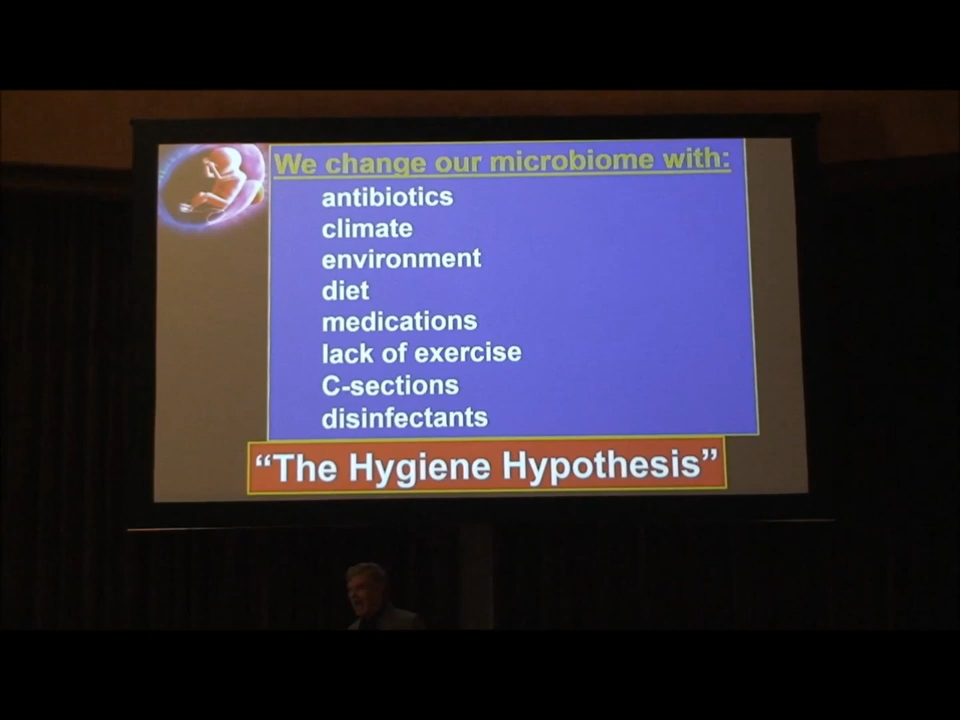 We change our microbiome with:
antibiotics
climate
environment
diet
medications
lack of exercise
C-sections
disinfectants
“The Hygiene Hypothesis”